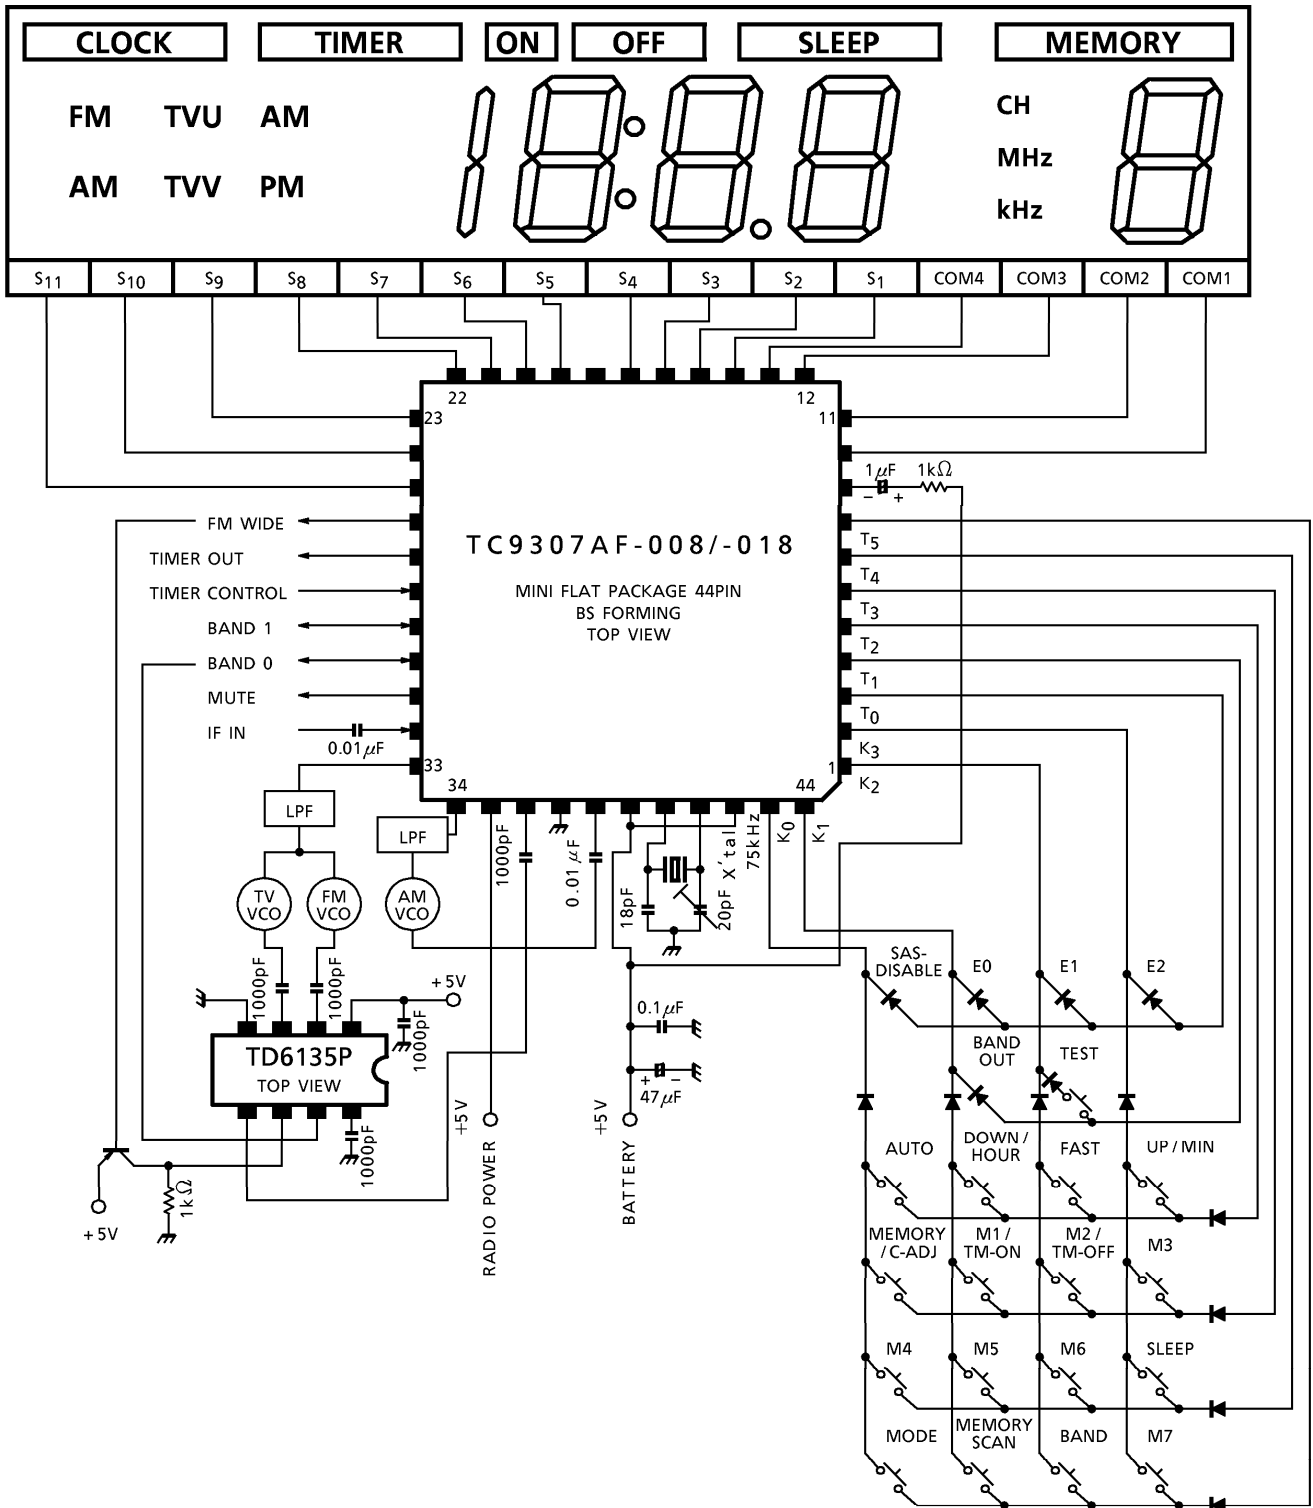 CLOCK TIMER ON OFF SLEEP MEMORY
FM TVU AM
AM TVV PM
18:8.8
CH
MHz
kHz
8
S11 S10 S9 S8 S7 S6 S5 S4 S3 S2 S1 COM4 COM3 COM2 COM1
22 12
23 11
1μF 1kΩ
− +
FM WIDE
TIMER OUT
TIMER CONTROL
BAND 1
BAND 0
MUTE
IF IN
0.01μF
TC9307AF-008/-018
MINI FLAT PACKAGE 44PIN
BS FORMING
TOP VIEW
T5
T4
T3
T2
T1
T0
K3
K2
33 1
34 44
LPF
LPF
TV
VCO
FM
VCO
AM
VCO
1000pF
0.01μF
18pF
20pF
X'tal
75kHz
K0
K1
1000pF
1000pF
+5V
1000pF
TD6135P
TOP VIEW
1000pF
+5V
1kΩ
+5V
RADIO POWER
0.1μF
+ −
47μF
+5V
BATTERY
SAS-
DISABLE
E0 E1 E2
BAND
OUT
TEST
AUTO
DOWN/
HOUR
FAST
UP/MIN
MEMORY
/C-ADJ
M1/
TM-ON
M2/
TM-OFF
M3
M4 M5 M6 SLEEP
MODE
MEMORY
SCAN
BAND M7